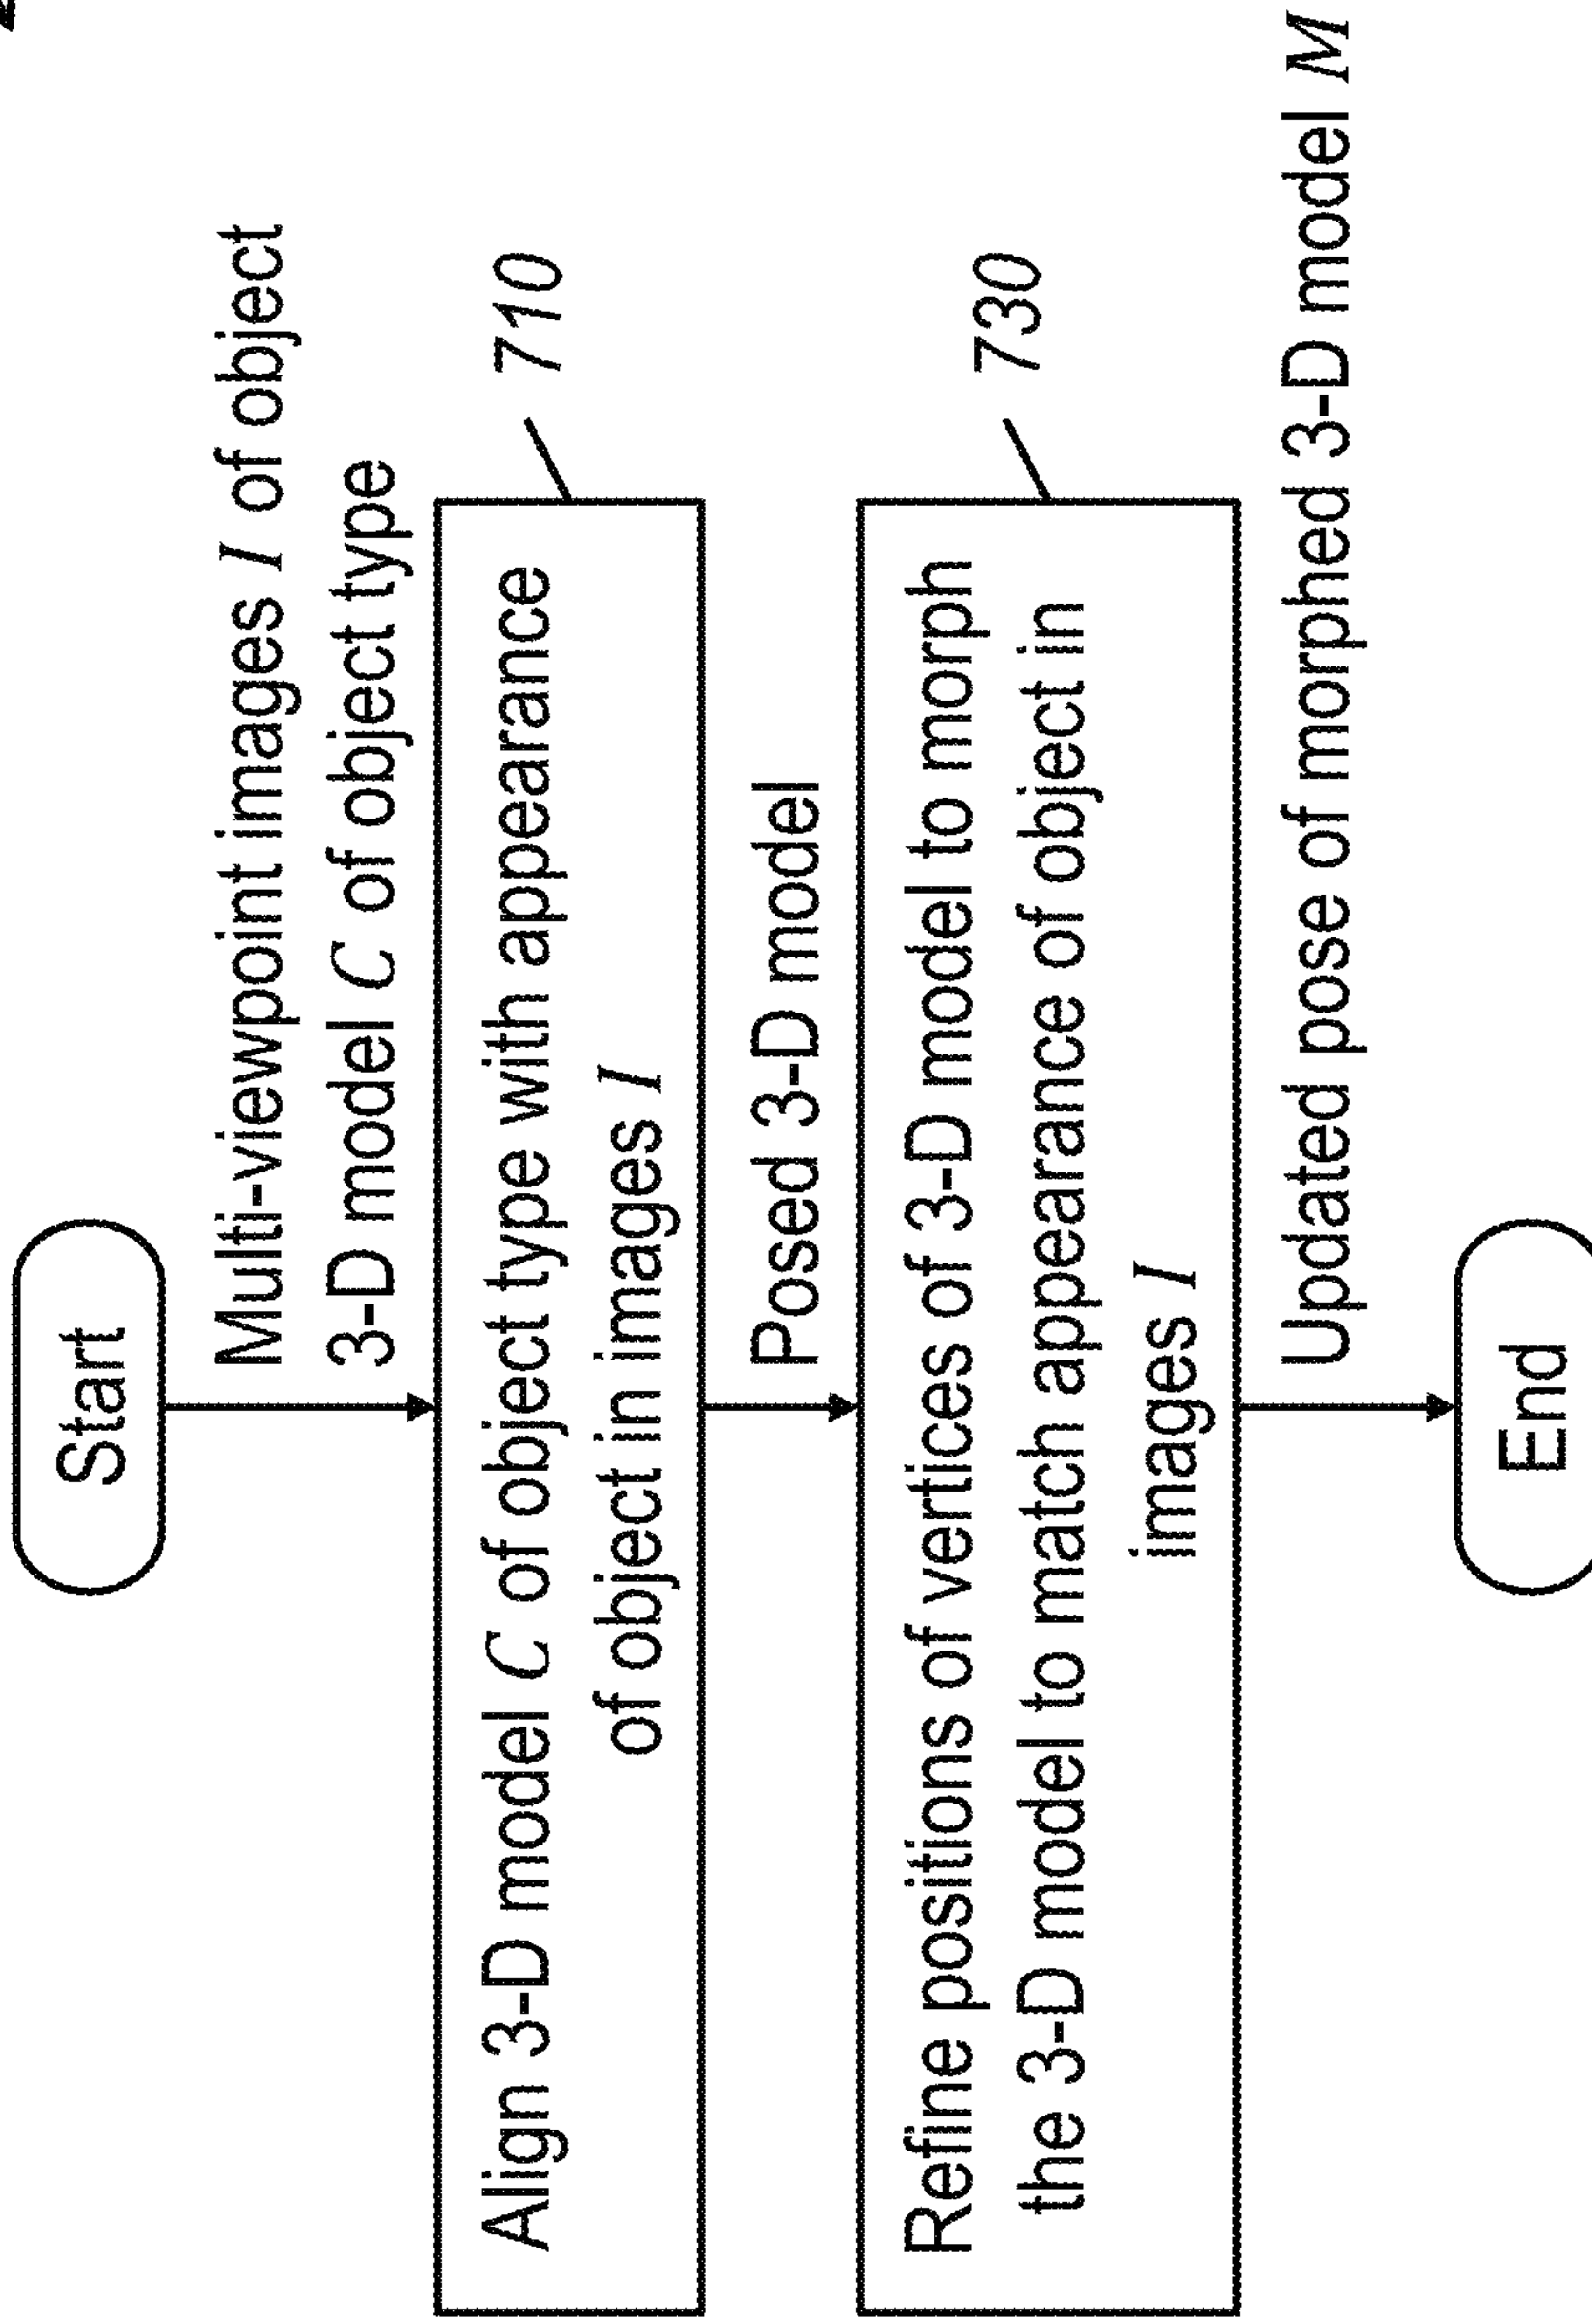 Start
Multi-viewpoint images I of object
3-D model C of object type
Align 3-D model C of object type with appearance
of object in images I
710
Posed 3-D model
Refine positions of vertices of 3-D model to morph
the 3-D model to match appearance of object in
images I
730
Updated pose of morphed 3-D model M
End